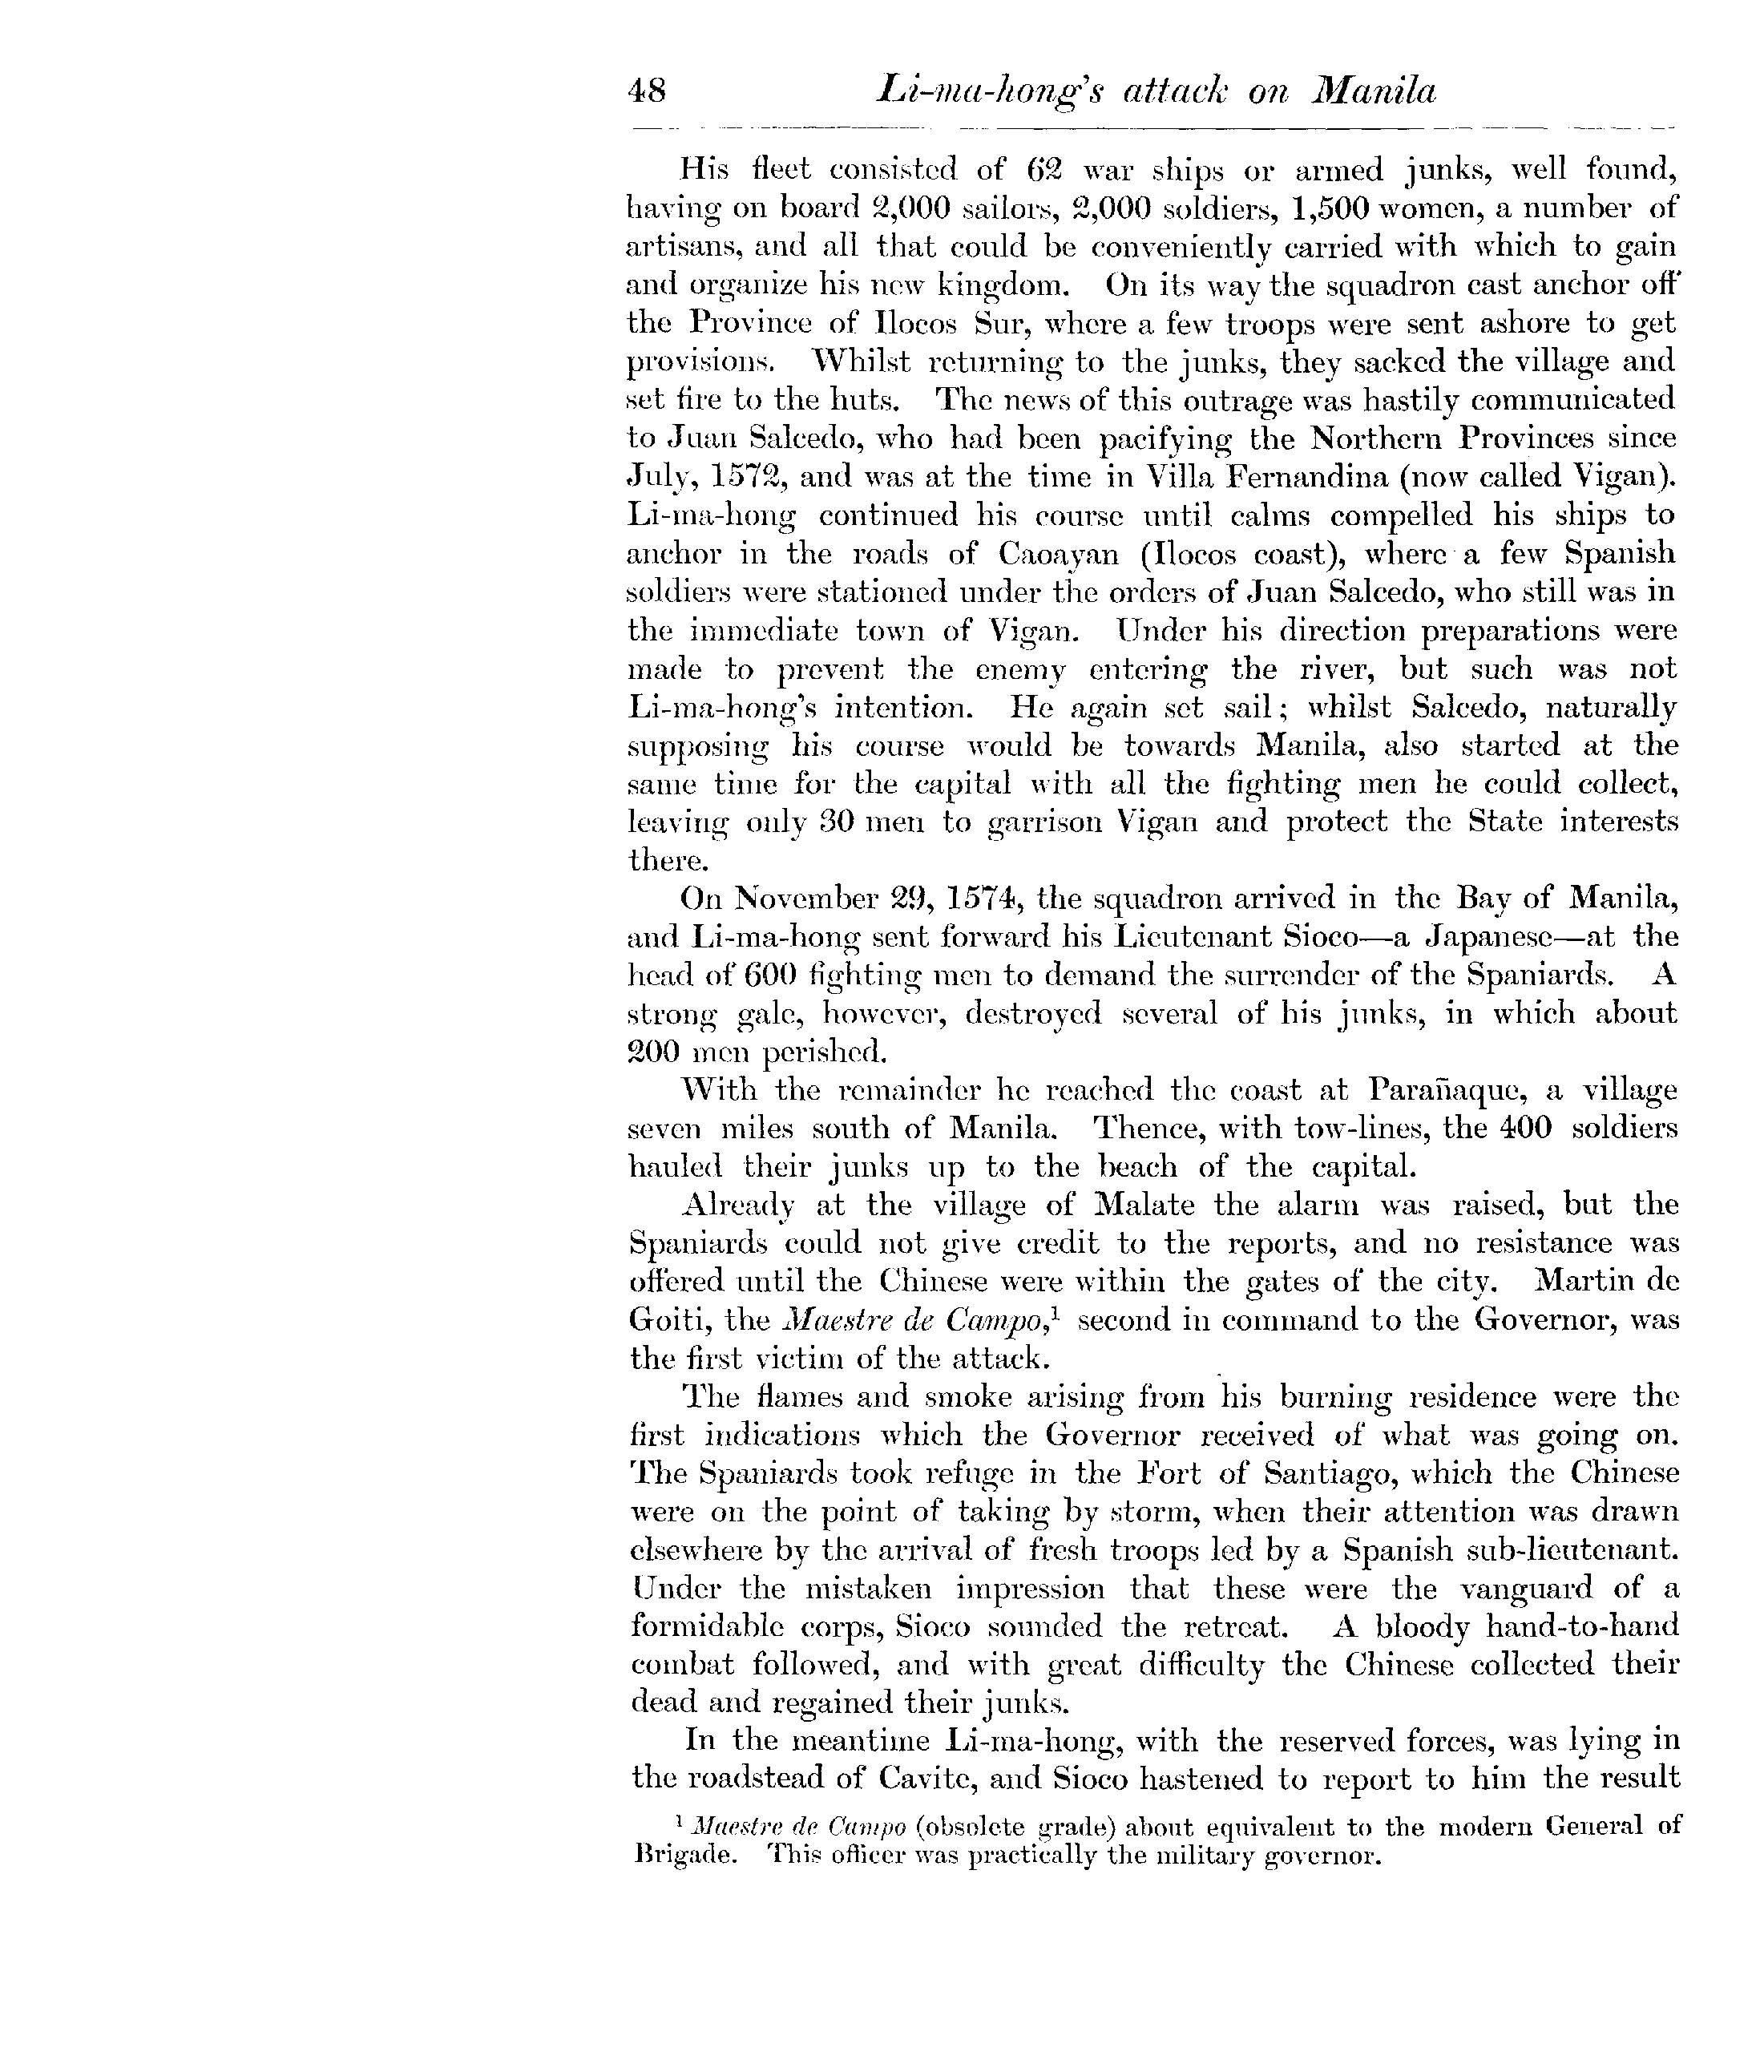 48 Li-ma-hong's attack on Manila
His fleet consisted of 62 war ships or armed junks, well found,
having on board 2,000 sailors, 2,000 soldiers, 1,500 women, a number of
artisans, and all that could be conveniently carried with which to gain
and organize his new kingdom. On its way the squadron cast anchor off
the Province of Ilocos Sur, where a few troops were sent ashore to get
provisions. Whilst returning to the junks, they sacked the village and
set fire to the huts. The news of this outrage was hastily communicated
to Juan Salcedo, who had been pacifying the Northern Provinces since
July, 1572, and was at the time in Villa Fernandina (now called Vigan).
Li-ma-hong continued his course until calms compelled his ships to
anchor in the roads of Caoayan (Ilocos coast), where a few Spanish
soldiers were stationed under the orders of Juan Salcedo, who still was in
the immediate town of Vigan. Under his direction preparations were
made to prevent the enemy entering the river, but such was not
Li-ma-hong's intention. He again set sail; whilst Salcedo, naturally
supposing his course would be towards Manila, also started at the
same time for the capital with all the fighting men he could collect,
leaving only 30 men to garrison Vigan and protect the State interests
there.
On November 29, 1574, the squadron arrived in the Bay of Manila,
and Li-ma-hong sent forward his Lieutenant Sioco—a Japanese—at the
head of 600 fighting men to demand the surrender of the Spaniards. A
strong gale, however, destroyed several of his junks, in which about
200 men perished.
With the remainder he reached the coast at Parañaque, a village
seven miles south of Manila. Thence, with tow-lines, the 400 soldiers
hauled their junks up to the beach of the capital.
Already at the village of Malate the alarm was raised, but the
Spaniards could not give credit to the reports, and no resistance was
offered until the Chinese were within the gates of the city. Martin de
Goiti, the Maestre de Campo,¹ second in command to the Governor, was
the first victim of the attack.
The flames and smoke arising from his burning residence were the
first indications which the Governor received of what was going on.
The Spaniards took refuge in the Fort of Santiago, which the Chinese
were on the point of taking by storm, when their attention was drawn
elsewhere by the arrival of fresh troops led by a Spanish sub-lieutenant.
Under the mistaken impression that these were the vanguard of a
formidable corps, Sioco sounded the retreat. A bloody hand-to-hand
combat followed, and with great difficulty the Chinese collected their
dead and regained their junks.
In the meantime Li-ma-hong, with the reserved forces, was lying in
the roadstead of Cavite, and Sioco hastened to report to him the result
¹ Maestre de Campo (obsolete grade) about equivalent to the modern General of
Brigade. This officer was practically the military governor.